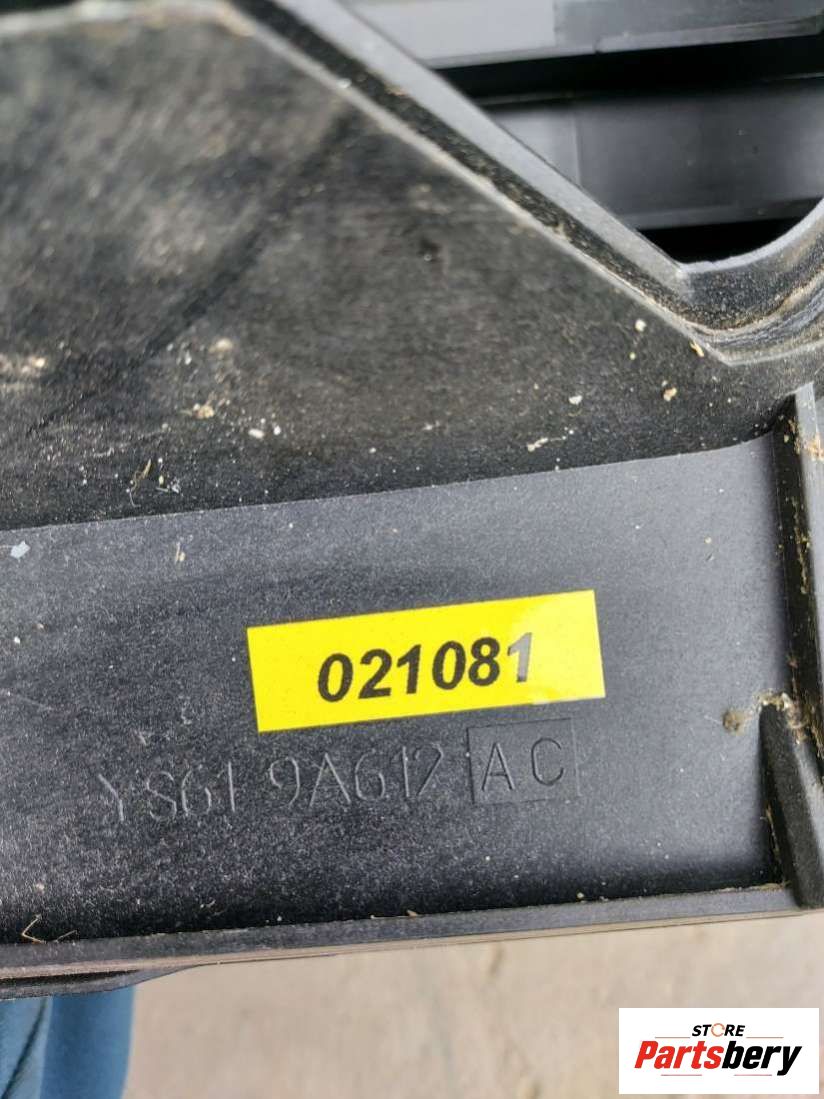 021081
YS61 9A612 AC
STORE
Partsbery